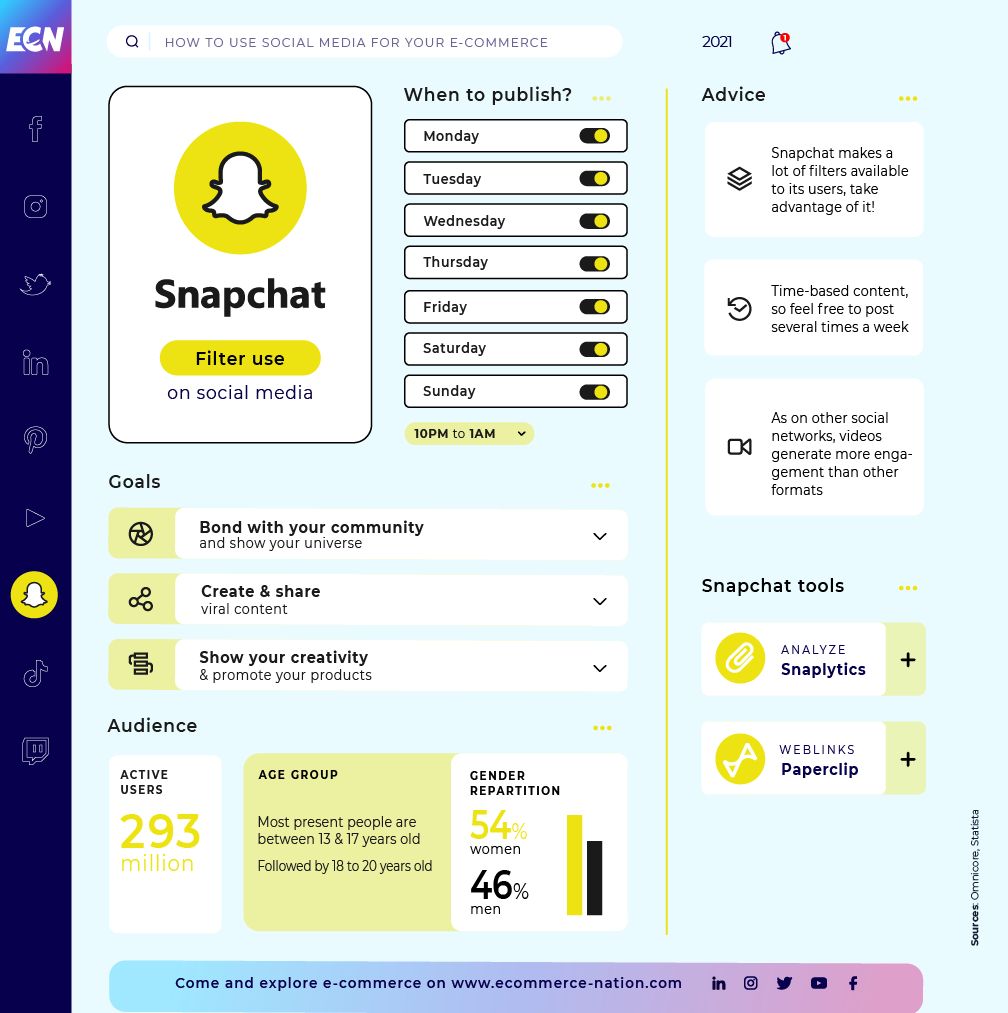 ECN
HOW TO USE SOCIAL MEDIA FOR YOUR E-COMMERCE
2021
1
Snapchat
Filter use
on social media
When to publish?
Monday
Tuesday
Wednesday
Thursday
Friday
Saturday
Sunday
10PM to 1AM
Goals
Bond with your community
and show your universe
Create & share
viral content
Show your creativity
& promote your products
Audience
ACTIVE
USERS
293
million
AGE GROUP
Most present people are
between 13 & 17 years old
Followed by 18 to 20 years old
GENDER
REPARTITION
54%
women
46%
men
Advice
Snapchat makes a
lot of filters available
to its users, take
advantage of it!
Time-based content,
so feel free to post
several times a week
As on other social
networks, videos
generate more enga-
gement than other
formats
Snapchat tools
ANALYZE
Snaplytics
WEBLINKS
Paperclip
Sources: Omnicore, Statista
Come and explore e-commerce on www.ecommerce-nation.com